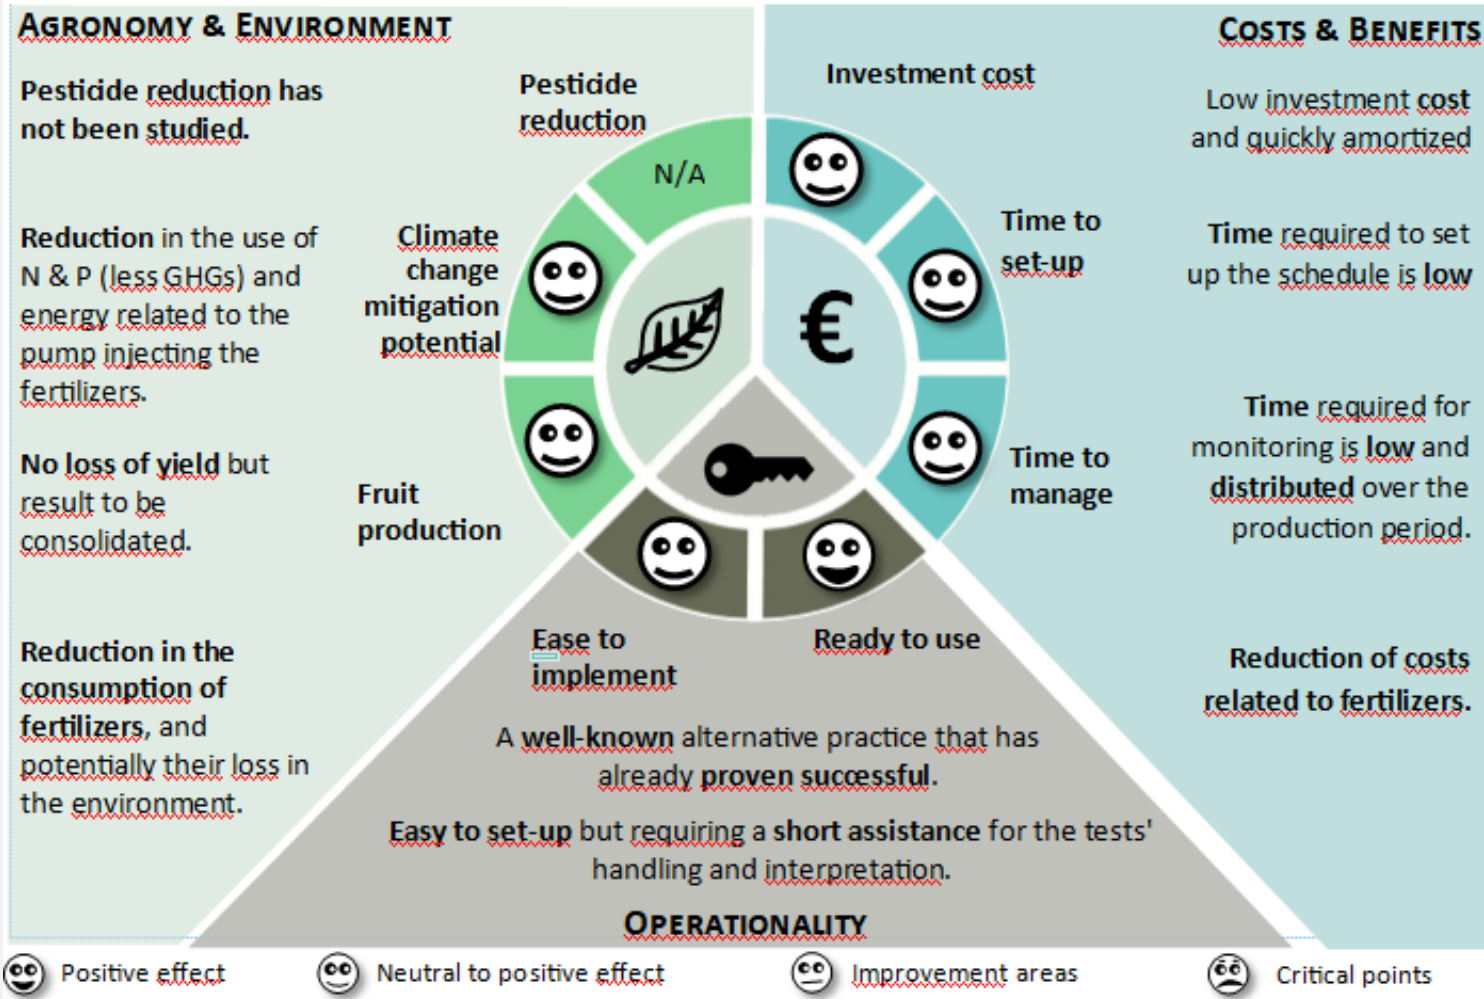 AGRONOMY & ENVIRONMENT
Pesticide reduction has
not been studied.
Reduction in the use of
N & P (less GHGs) and
energy related to the
pump injecting the
fertilizers.
No loss of yield but
result to be
consolidated.
Reduction in the
consumption of
fertilizers, and
potentially their loss in
the environment.
Pesticide
reduction
N/A
Climate
change
mitigation
potential
Fruit
production
COSTS & BENEFITS
Investment cost
Low investment cost
and quickly amortized
Time to
set-up
Time required to set
up the schedule is low
€
Time to
manage
Time required for
monitoring is low and
distributed over the
production period.
Reduction of costs
related to fertilizers.
Ease to
implement
Ready to use
A well-known alternative practice that has
already proven successful.
Easy to set-up but requiring a short assistance for the tests'
handling and interpretation.
OPERATIONALITY
Positive effect
Neutral to positive effect
Improvement areas
Critical points